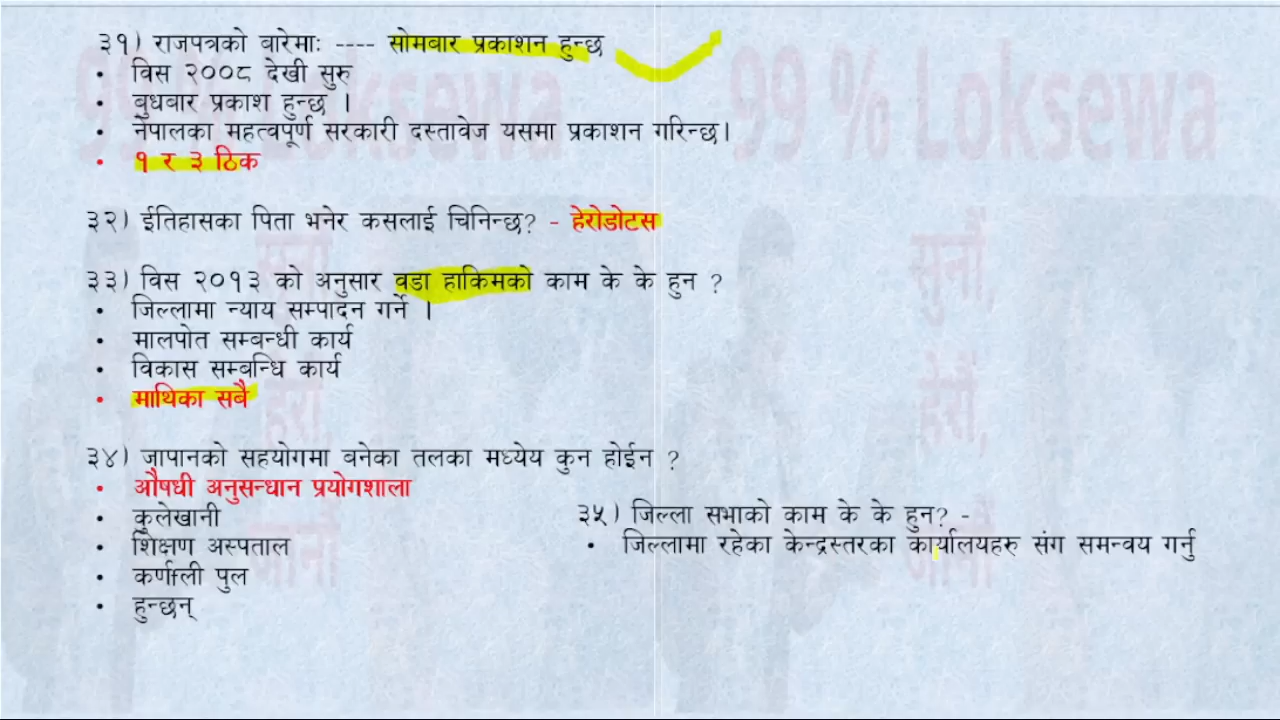 ३१) राजपत्रको बारेमाः ---- सोमबार प्रकाशन हुन्छ
• विस २००८ देखी सुरु
• बुधबार प्रकाश हुन्छ ।
• नेपालका महत्वपूर्ण सरकारी दस्तावेज यसमा प्रकाशन गरिन्छ।
• १ र ३ ठिक
३२) ईतिहासका पिता भनेर कसलाई चिनिन्छ? - हेरोडोटस
३३) विस २०१३ को अनुसार वडा हाकिमको काम के के हुन ?
• जिल्लामा न्याय सम्पादन गर्ने ।
• मालपोत सम्बन्धी कार्य
• विकास सम्बन्धि कार्य
• माथिका सबै
३४) जापानको सहयोगमा बनेका तलका मध्येय कुन होईन ?
• औषधी अनुसन्धान प्रयोगशाला
• कुलेखानी
• शिक्षण अस्पताल
• कर्णाली पुल
• हुन्छन्
३५) जिल्ला सभाको काम के के हुन? -
• जिल्लामा रहेका केन्द्रस्तरका कार्यालयहरु संग समन्वय गर्नु
99 % Loksewa
99 % Loksewa
सुनौं,
हेरौं,
जानौं
सुनौं,
हेरौं,
जानौं